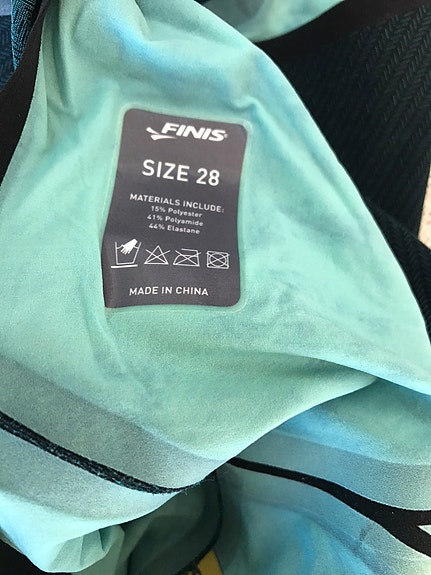 FINIS
SIZE 28
MATERIALS INCLUDE:
15% Polyester
41% Polyamide
44% Elastane
MADE IN CHINA